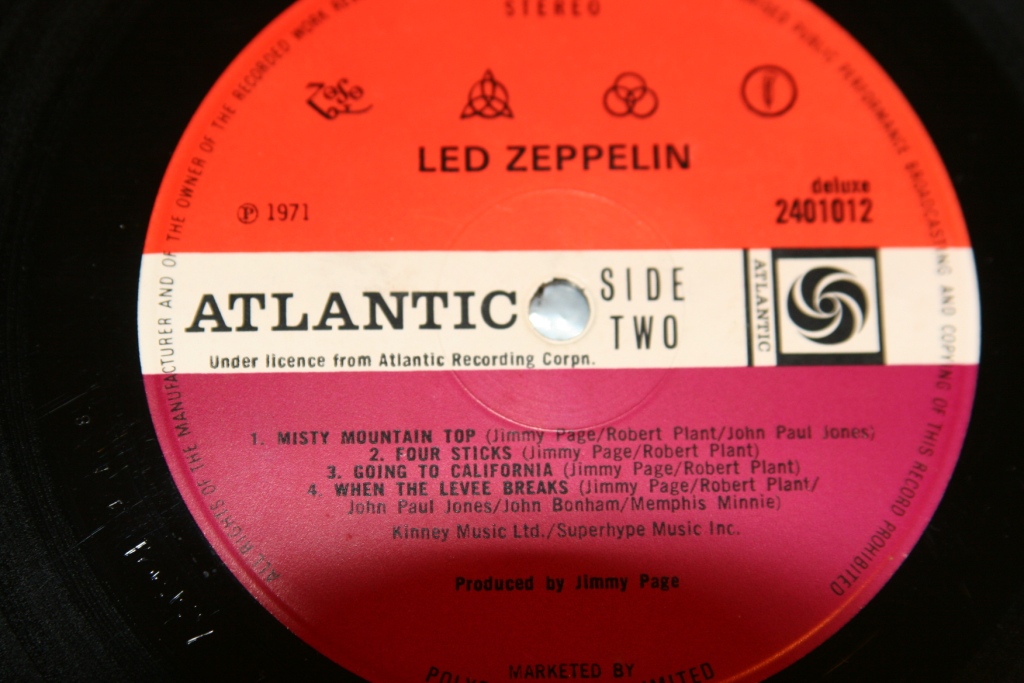 STEREO
LED ZEPPELIN
℗ 1971
deluxe
2401012
ATLANTIC
SIDE
TWO
ATLANTIC
Under licence from Atlantic Recording Corpn.
1. MISTY MOUNTAIN TOP (Jimmy Page/Robert Plant/John Paul Jones)
2. FOUR STICKS (Jimmy Page/Robert Plant)
3. GOING TO CALIFORNIA (Jimmy Page/Robert Plant)
4. WHEN THE LEVEE BREAKS (Jimmy Page/Robert Plant/
John Paul Jones/John Bonham/Memphis Minnie)
Kinney Music Ltd./Superhype Music Inc.
Produced by Jimmy Page
MARKETED BY
ALL RIGHTS OF THE MANUFACTURER AND OF THE OWNER OF THE RECORDED WORK
PUBLIC PERFORMANCE BROADCASTING AND COPYING OF THIS RECORD PROHIBITED